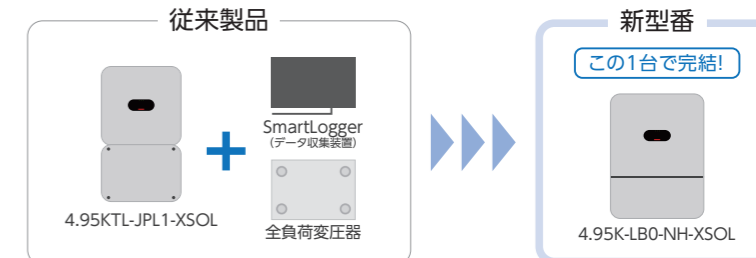 従来製品
SmartLogger
(データ収集装置)
4.95KTL-JPL1-XSOL
全負荷変圧器
新型番
この1台で完結!
4.95K-LB0-NH-XSOL